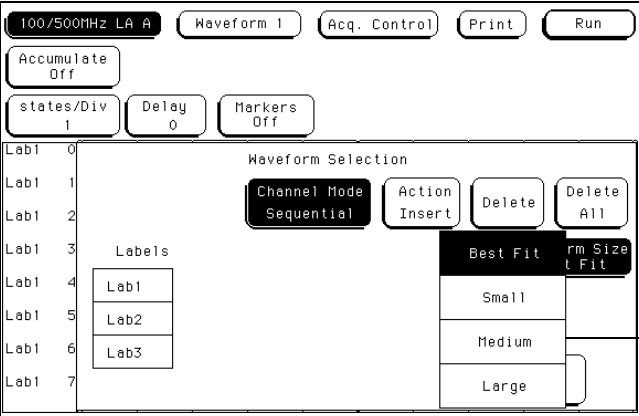 100/500MHz LA A Waveform 1 Acq. Control Print Run
Accumulate
Off
states/Div Delay Markers
1 0 Off
Lab1 0
Waveform Selection
Lab1 1
Channel Mode Action Delete Delete
Sequential Insert All
Lab1 2
Lab1 3
Labels
Best Fit
rm Size
t Fit
Lab1 4
Lab1
Small
Lab1 5
Lab2
Lab1 6
Lab3
Medium
Lab1 7
Large